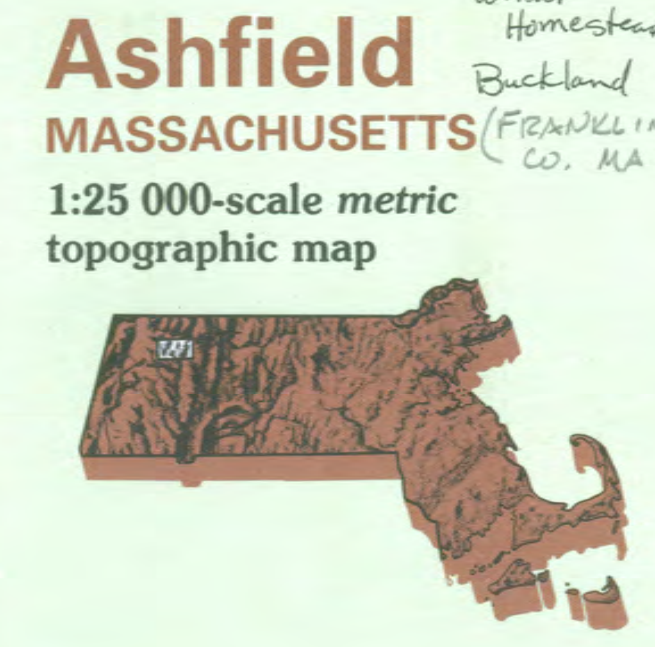 Homestead
Buckland
(FRANKLIN
CO. MA
Ashfield
MASSACHUSETTS
1:25 000-scale metric
topographic map